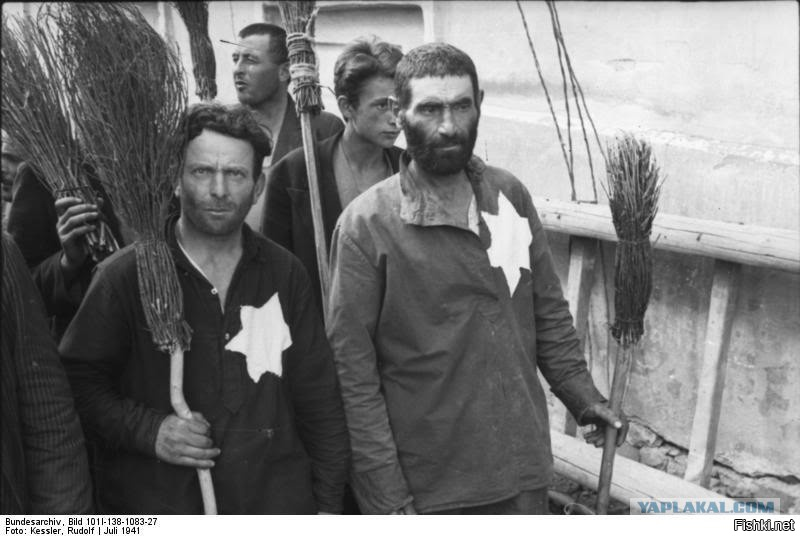 Bundesarchiv, Bild 101I-138-1083-27
Foto: Kessler, Rudolf | Juli 1941
YAPLAKAL.COM
Fishki.net